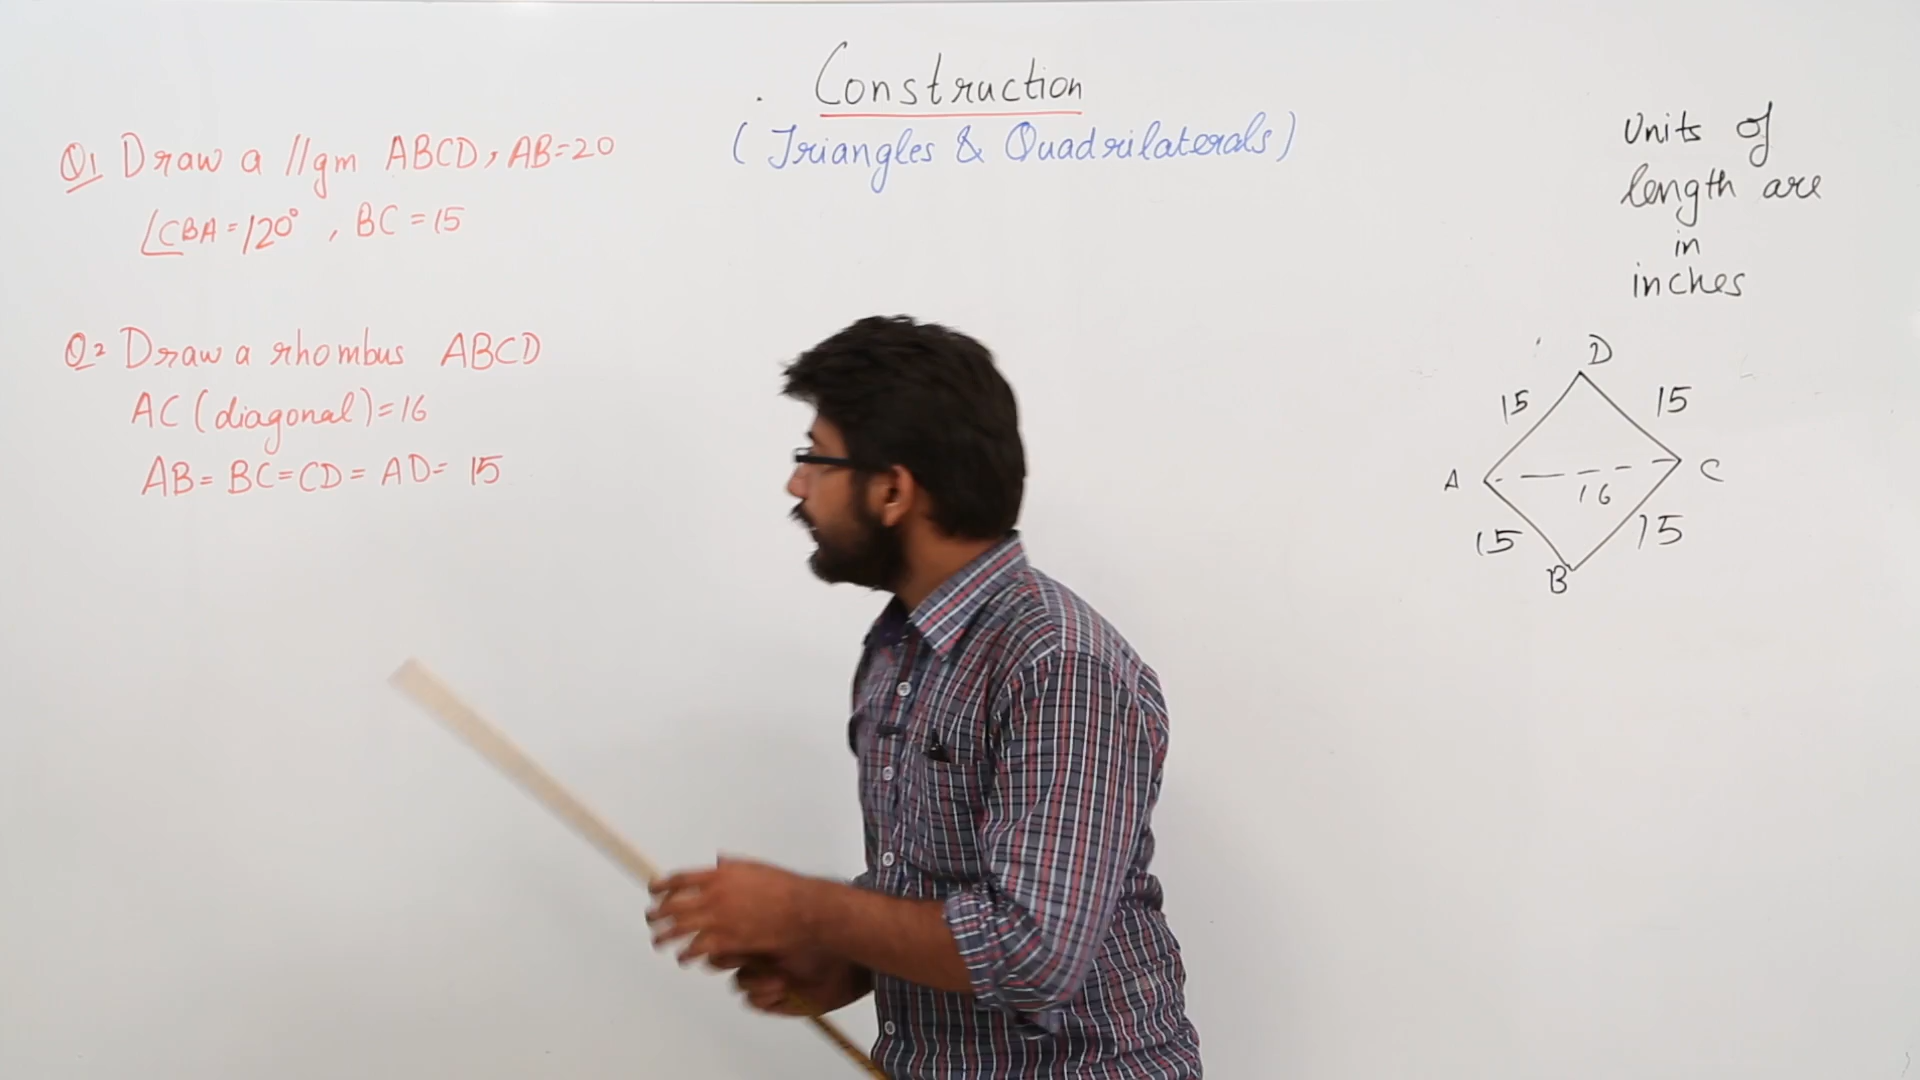 Construction
(Triangles & Quadrilaterals)
Q1 Draw a //gm ABCD, AB=20
∠CBA=120°, BC=15
Q2 Draw a rhombus ABCD
AC (diagonal)=16
AB=BC=CD=AD=15
Units of
length are
in
inches
D
15 15
A 16 C
15 15
B